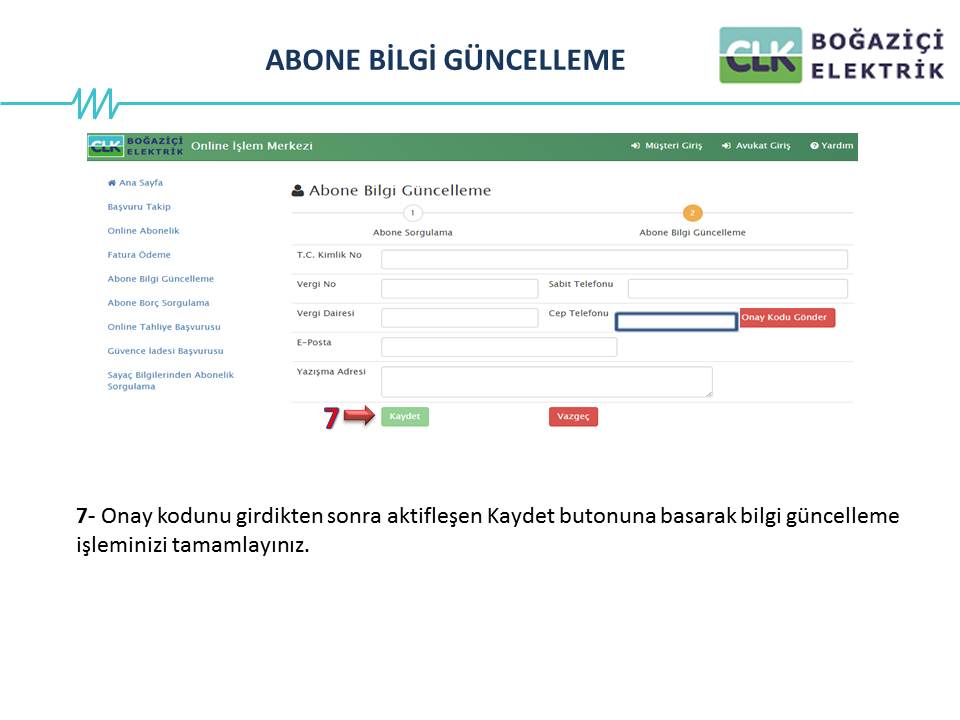 ABONE BİLGİ GÜNCELLEME
CLK BOĞAZİÇİ
ELEKTRİK
CLK BOĞAZİÇİ
ELEKTRİK
Online İşlem Merkezi
Müşteri Giriş
Avukat Giriş
Yardım
Ana Sayfa
Başvuru Takip
Online Abonelik
Fatura Ödeme
Abone Bilgi Güncelleme
Abone Borç Sorgulama
Online Tahliye Başvurusu
Güvence İadesi Başvurusu
Sayaç Bilgilerinden Abonelik
Sorgulama
Abone Bilgi Güncelleme
1
2
Abone Sorgulama
Abone Bilgi Güncelleme
T.C. Kimlik No
Vergi No
Sabit Telefonu
Vergi Dairesi
Cep Telefonu
Onay Kodu Gönder
E-Posta
Yazışma Adresi
7
Kaydet
Vazgeç
7- Onay kodunu girdikten sonra aktifleşen Kaydet butonuna basarak bilgi güncelleme
işleminizi tamamlayınız.